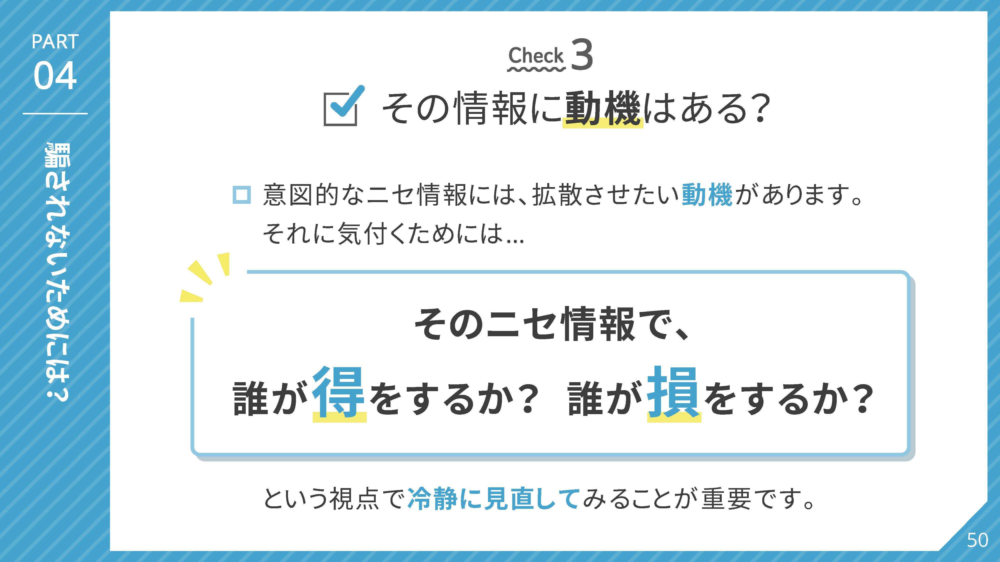 PART
04
騙されないためには？
Check 3
その情報に動機はある？
意図的なニセ情報には、拡散させたい動機があります。
それに気付くためには…
そのニセ情報で、
誰が得をするか？ 誰が損をするか？
という視点で冷静に見直してみることが重要です。
50